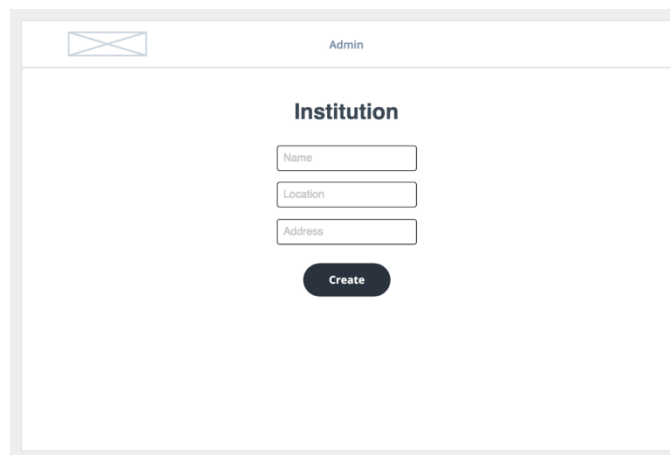 Admin
Institution
Name
Location
Address
Create